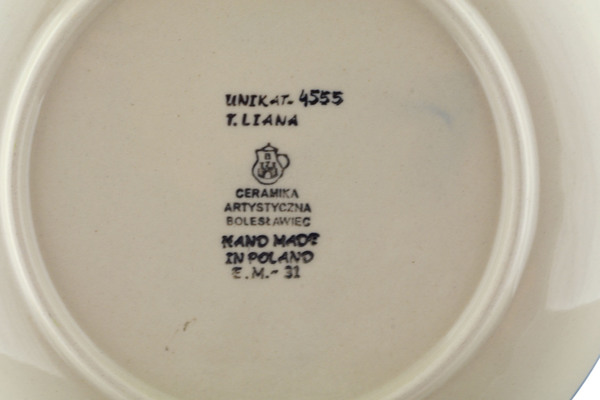 UNIKAT- 4555
T. LIANA
CERAMIKA
ARTYSTYCZNA
BOLESŁAWIEC
HAND MADE
IN POLAND
E.M.- 31